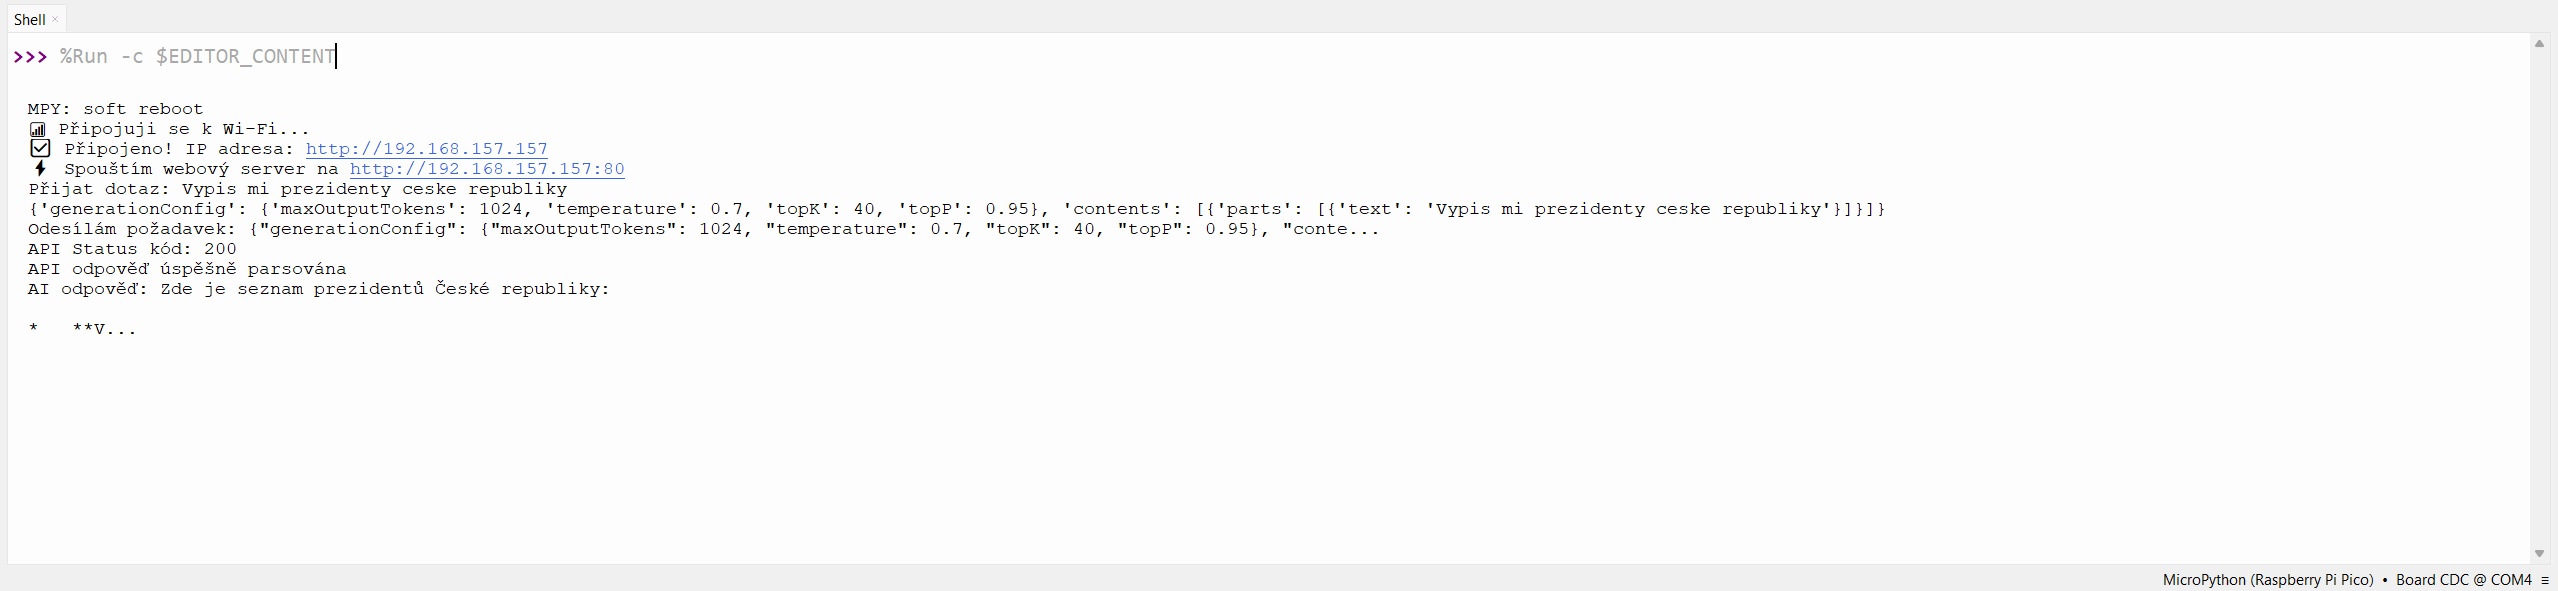 Shell ×
>>> %Run -c $EDITOR_CONTENT
MPY: soft reboot
📶 Připojuji se k Wi-Fi...
☑ Připojeno! IP adresa: http://192.168.157.157
⚡ Spouštím webový server na http://192.168.157.157:80
Přijat dotaz: Vypis mi prezidenty ceske republiky
{'generationConfig': {'maxOutputTokens': 1024, 'temperature': 0.7, 'topK': 40, 'topP': 0.95}, 'contents': [{'parts': [{'text': 'Vypis mi prezidenty ceske republiky'}]}]}
Odesílám požadavek: {"generationConfig": {"maxOutputTokens": 1024, "temperature": 0.7, "topK": 40, "topP": 0.95}, "conte...
API Status kód: 200
API odpověď úspěšně parsována
AI odpověď: Zde je seznam prezidentů České republiky:
*   **V...
MicroPython (Raspberry Pi Pico) • Board CDC @ COM4 ≡